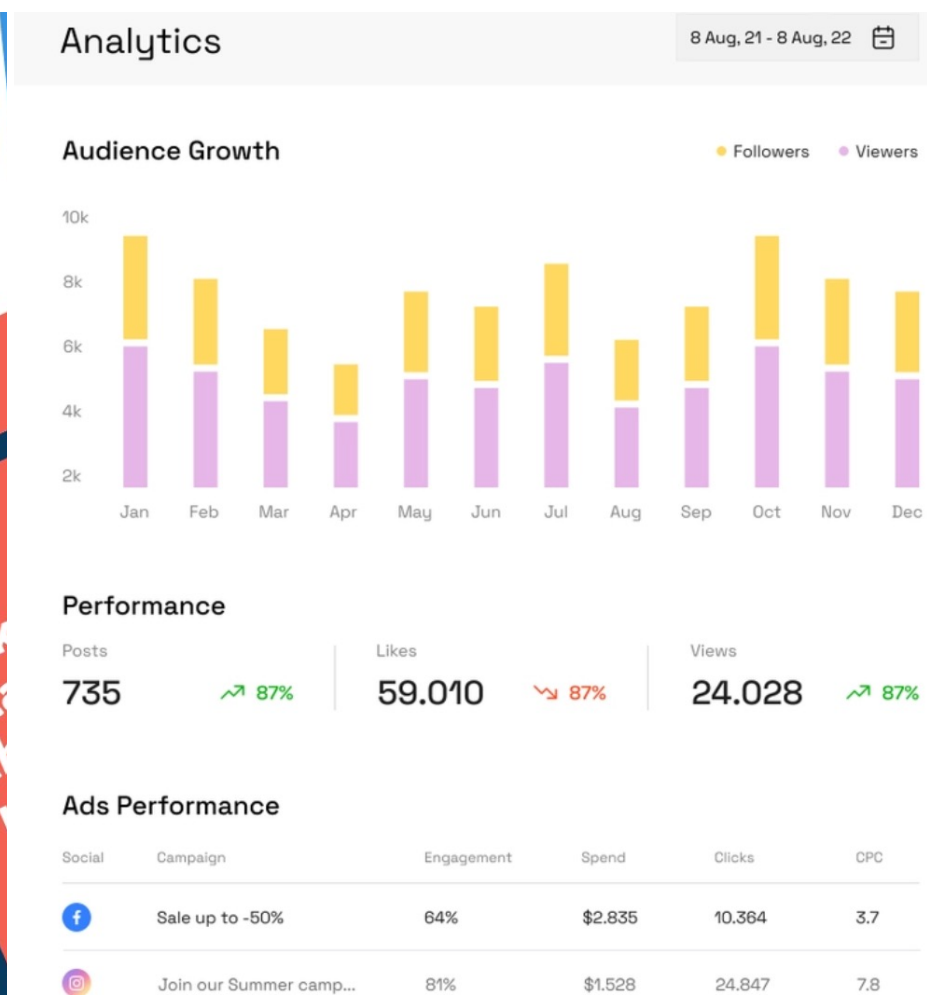 Analytics
8 Aug, 21 - 8 Aug, 22
Audience Growth
Followers
Viewers
10k
8k
6k
4k
2k
Jan Feb Mar Apr May Jun Jul Aug Sep Oct Nov Dec
Performance
Posts
735
87%
Likes
59.010
87%
Views
24.028
87%
Ads Performance
Social Campaign Engagement Spend Clicks CPC
Sale up to -50% 64% $2.835 10.364 3.7
Join our Summer camp... 81% $1.528 24.847 7.8